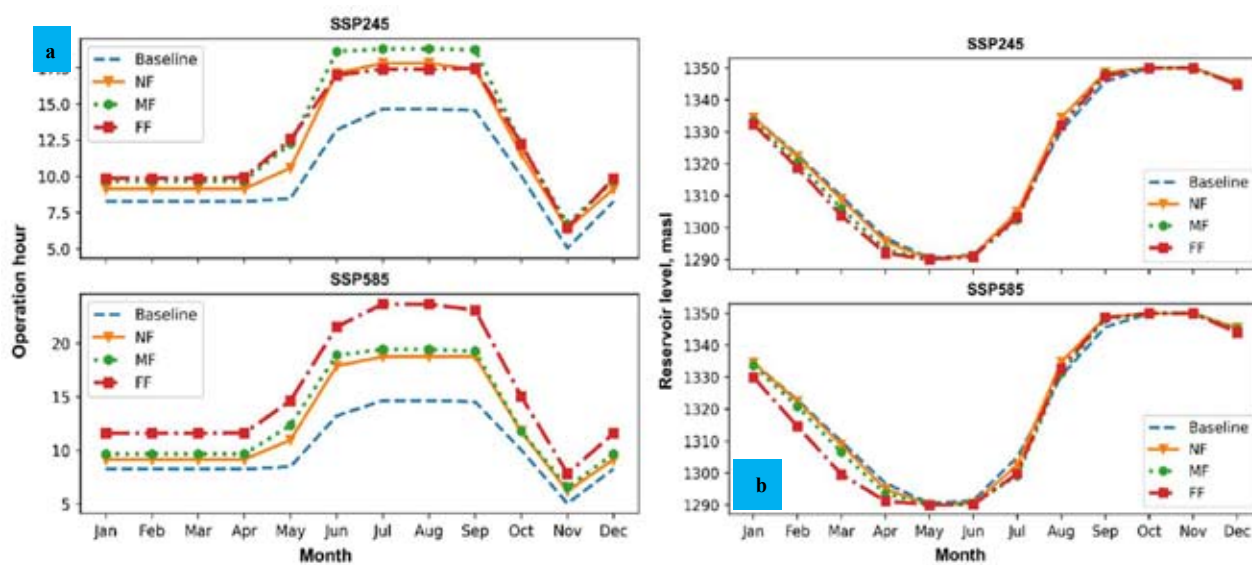 SSP245
a
Baseline
NF
MF
FF
17.5
15.0
12.5
10.0
7.5
5.0
SSP585
Baseline
NF
MF
FF
20
15
10
5
Operation hour
Jan Feb Mar Apr May Jun Jul Aug Sep Oct Nov Dec
Month
SSP245
1350
1340
1330
1320
1310
1300
1290
Baseline
NF
MF
FF
SSP585
1350
1340
1330
1320
1310
1300
1290
Baseline
NF
MF
FF
b
Reservoir level, masl
Jan Feb Mar Apr May Jun Jul Aug Sep Oct Nov Dec
Month